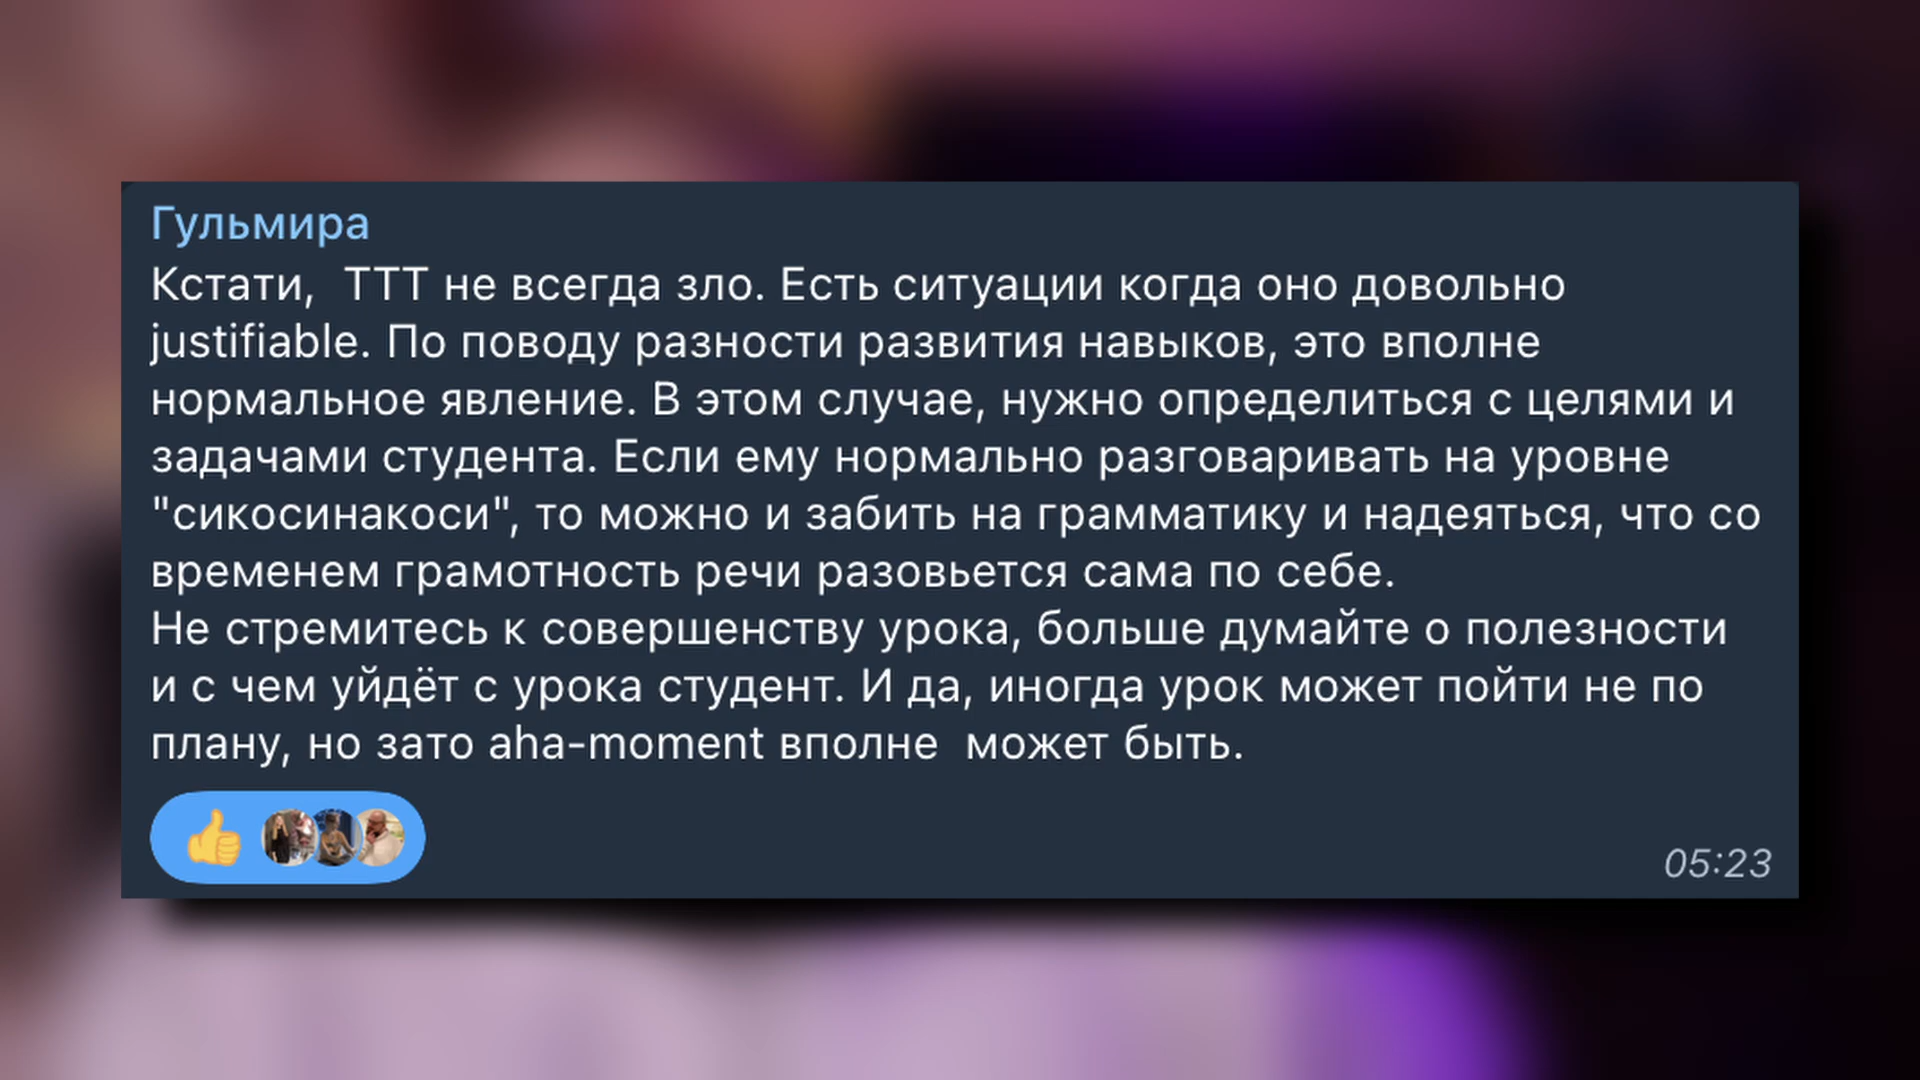 Гульмира
Кстати,  ТТТ не всегда зло. Есть ситуации когда оно довольно
justifiable. По поводу разности развития навыков, это вполне
нормальное явление. В этом случае, нужно определиться с целями и
задачами студента. Если ему нормально разговаривать на уровне
"сикосинакоси", то можно и забить на грамматику и надеяться, что со
временем грамотность речи разовьется сама по себе.
Не стремитесь к совершенству урока, больше думайте о полезности
и с чем уйдёт с урока студент. И да, иногда урок может пойти не по
плану, но зато aha-moment вполне  может быть.
05:23